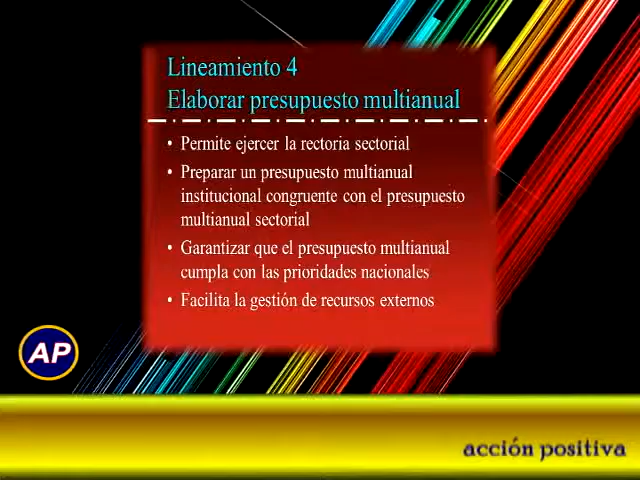 Lineamiento 4
Elaborar presupuesto multianual
• Permite ejercer la rectoria sectorial
• Preparar un presupuesto multianual
institucional congruente con el presupuesto
multianual sectorial
• Garantizar que el presupuesto multianual
cumpla con las prioridades nacionales
• Facilita la gestión de recursos externos
AP
acción positiva